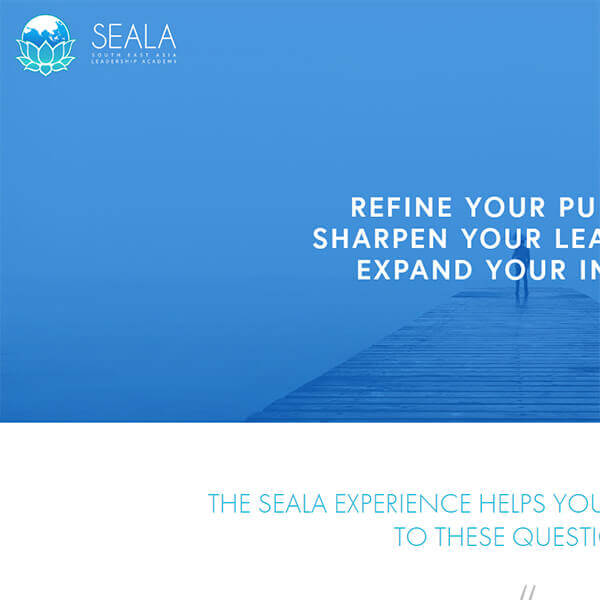 SEALA
SOUTH EAST ASIA
LEADERSHIP ACADEMY
REFINE YOUR PU
SHARPEN YOUR LEA
EXPAND YOUR IN
THE SEALA EXPERIENCE HELPS YOU
TO THESE QUESTI
//